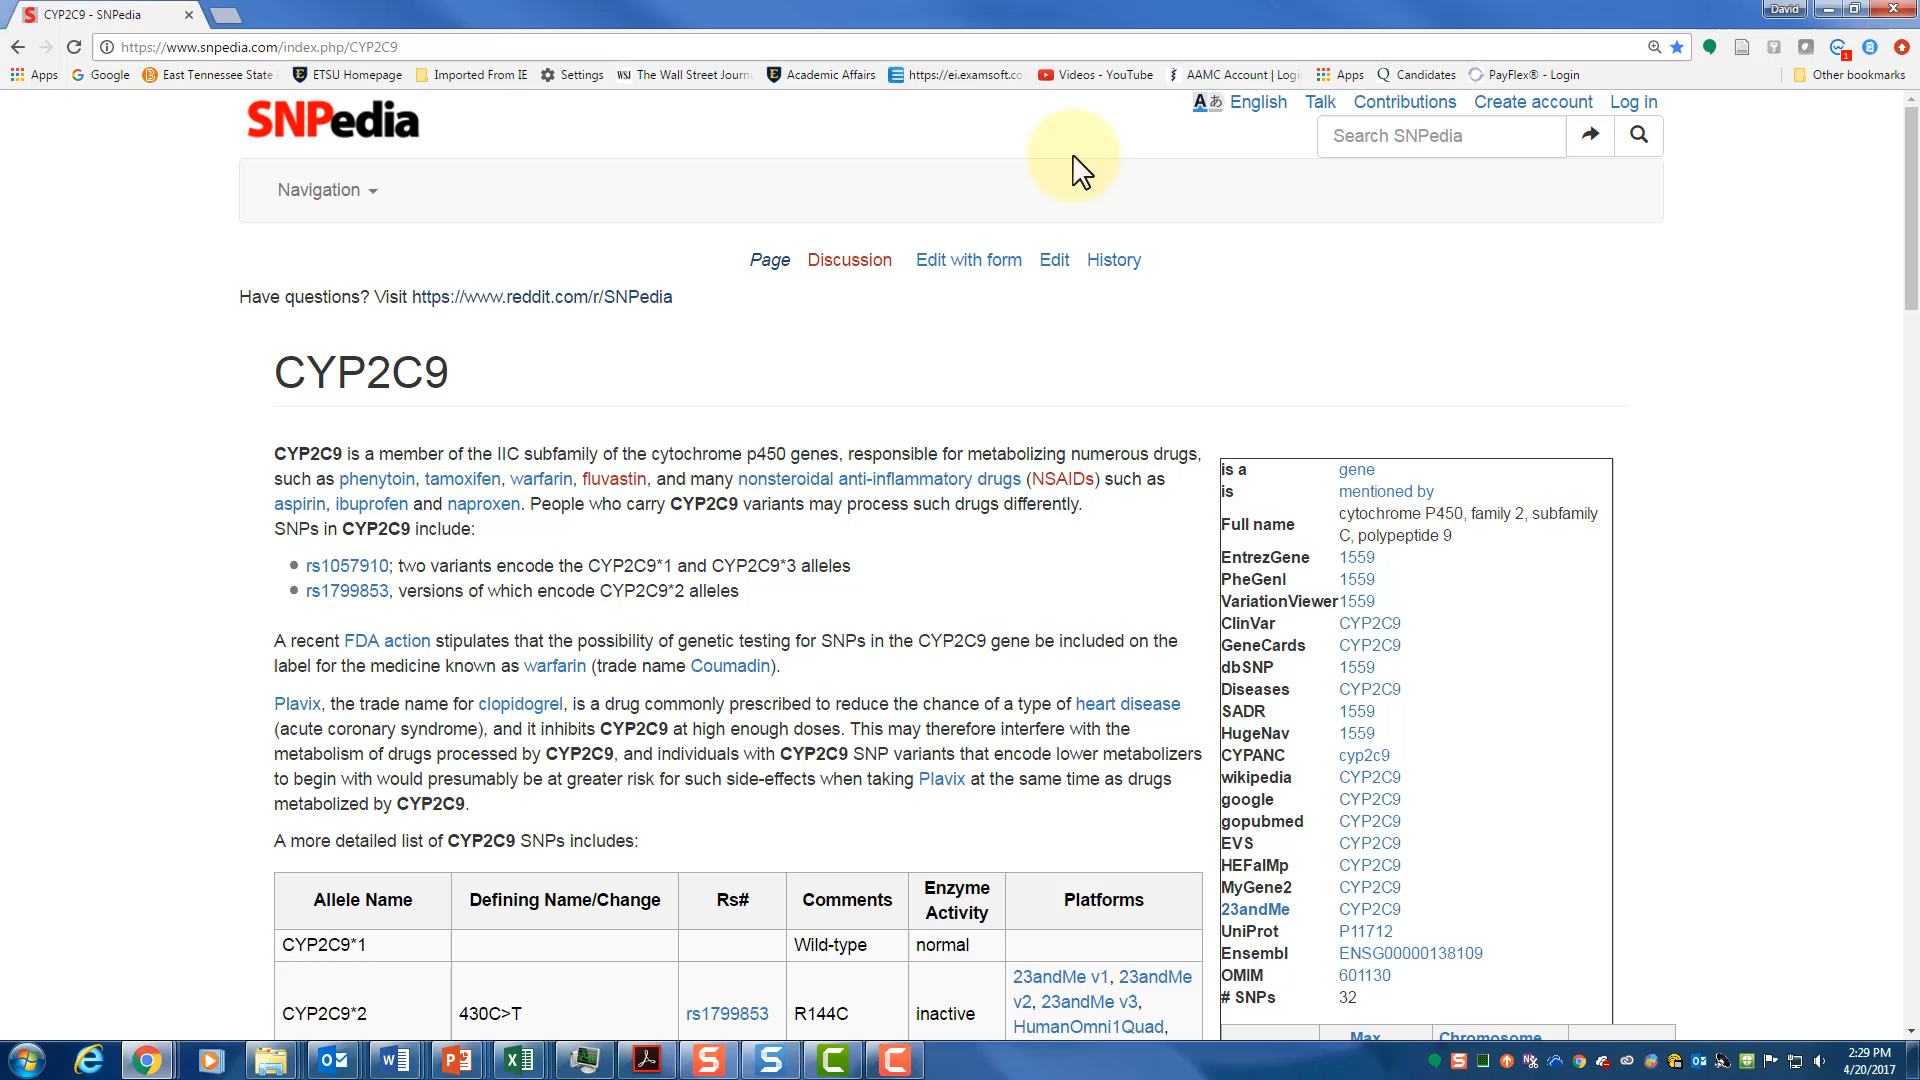 CYP2C9 - SNPedia
David
https://www.snpedia.com/index.php/CYP2C9
Apps
Google
East Tennessee State
ETSU Homepage
Imported From IE
Settings
WSJ The Wall Street Journ
Academic Affairs
https://ei.examsoft.co
Videos - YouTube
AAMC Account | Logi
Apps
Candidates
PayFlex® - Login
Other bookmarks
SNPedia
English Talk Contributions Create account Log in
Search SNPedia
Navigation
Page Discussion Edit with form Edit History
Have questions? Visit https://www.reddit.com/r/SNPedia
CYP2C9
CYP2C9 is a member of the IIC subfamily of the cytochrome p450 genes, responsible for metabolizing numerous drugs,
such as phenytoin, tamoxifen, warfarin, fluvastin, and many nonsteroidal anti-inflammatory drugs (NSAIDs) such as
aspirin, ibuprofen and naproxen. People who carry CYP2C9 variants may process such drugs differently.
SNPs in CYP2C9 include:
rs1057910; two variants encode the CYP2C9*1 and CYP2C9*3 alleles
rs1799853, versions of which encode CYP2C9*2 alleles
A recent FDA action stipulates that the possibility of genetic testing for SNPs in the CYP2C9 gene be included on the
label for the medicine known as warfarin (trade name Coumadin).
Plavix, the trade name for clopidogrel, is a drug commonly prescribed to reduce the chance of a type of heart disease
(acute coronary syndrome), and it inhibits CYP2C9 at high enough doses. This may therefore interfere with the
metabolism of drugs processed by CYP2C9, and individuals with CYP2C9 SNP variants that encode lower metabolizers
to begin with would presumably be at greater risk for such side-effects when taking Plavix at the same time as drugs
metabolized by CYP2C9.
A more detailed list of CYP2C9 SNPs includes:
Allele Name Defining Name/Change Rs# Comments Enzyme Activity Platforms
CYP2C9*1 Wild-type normal
CYP2C9*2 430C>T rs1799853 R144C inactive
23andMe v1, 23andMe
v2, 23andMe v3,
HumanOmni1Quad,
is a gene
is mentioned by
Full name cytochrome P450, family 2, subfamily
C, polypeptide 9
EntrezGene 1559
PheGenI 1559
VariationViewer 1559
ClinVar CYP2C9
GeneCards CYP2C9
dbSNP 1559
Diseases CYP2C9
SADR 1559
HugeNav 1559
CYPANC cyp2c9
wikipedia CYP2C9
google CYP2C9
gopubmed CYP2C9
EVS CYP2C9
HEFalMp CYP2C9
MyGene2 CYP2C9
23andMe CYP2C9
UniProt P11712
Ensembl ENSG00000138109
OMIM 601130
# SNPs 32
Max Chromosome
2:29 PM
4/20/2017